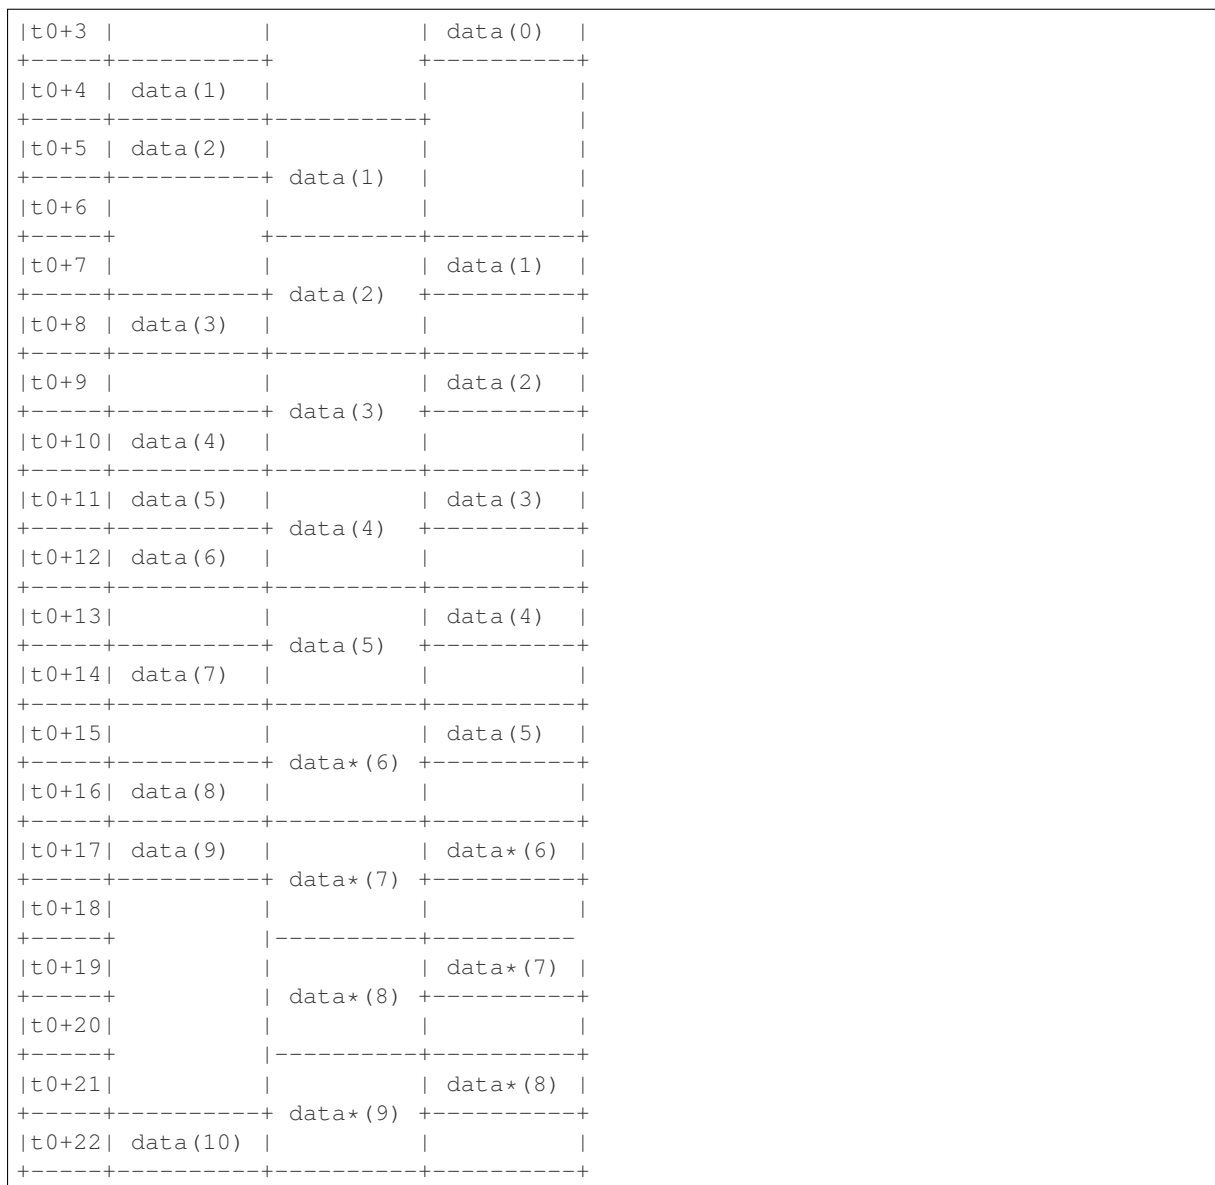 |t0+3 |          |          | data(0)  |
+-----+----------+          +----------+
|t0+4 | data(1)  |          |          |
+-----+----------+----------+          |
|t0+5 | data(2)  |          |          |
+-----+----------+ data(1)  |          |
|t0+6 |          |          |          |
+-----+          +----------+----------+
|t0+7 |          |          | data(1)  |
+-----+----------+ data(2)  +----------+
|t0+8 | data(3)  |          |          |
+-----+----------+----------+----------+
|t0+9 |          |          | data(2)  |
+-----+----------+ data(3)  +----------+
|t0+10| data(4)  |          |          |
+-----+----------+----------+----------+
|t0+11| data(5)  |          | data(3)  |
+-----+----------+ data(4)  +----------+
|t0+12| data(6)  |          |          |
+-----+----------+----------+----------+
|t0+13|          |          | data(4)  |
+-----+----------+ data(5)  +----------+
|t0+14| data(7)  |          |          |
+-----+----------+----------+----------+
|t0+15|          |          | data(5)  |
+-----+----------+ data*(6) +----------+
|t0+16| data(8)  |          |          |
+-----+----------+----------+----------+
|t0+17| data(9)  |          | data*(6) |
+-----+----------+ data*(7) +----------+
|t0+18|          |          |          |
+-----+          |----------+----------
|t0+19|          |          | data*(7) |
+-----+          | data*(8) +----------+
|t0+20|          |          |          |
+-----+          |----------+----------+
|t0+21|          |          | data*(8) |
+-----+----------+ data*(9) +----------+
|t0+22| data(10) |          |          |
+-----+----------+----------+----------+